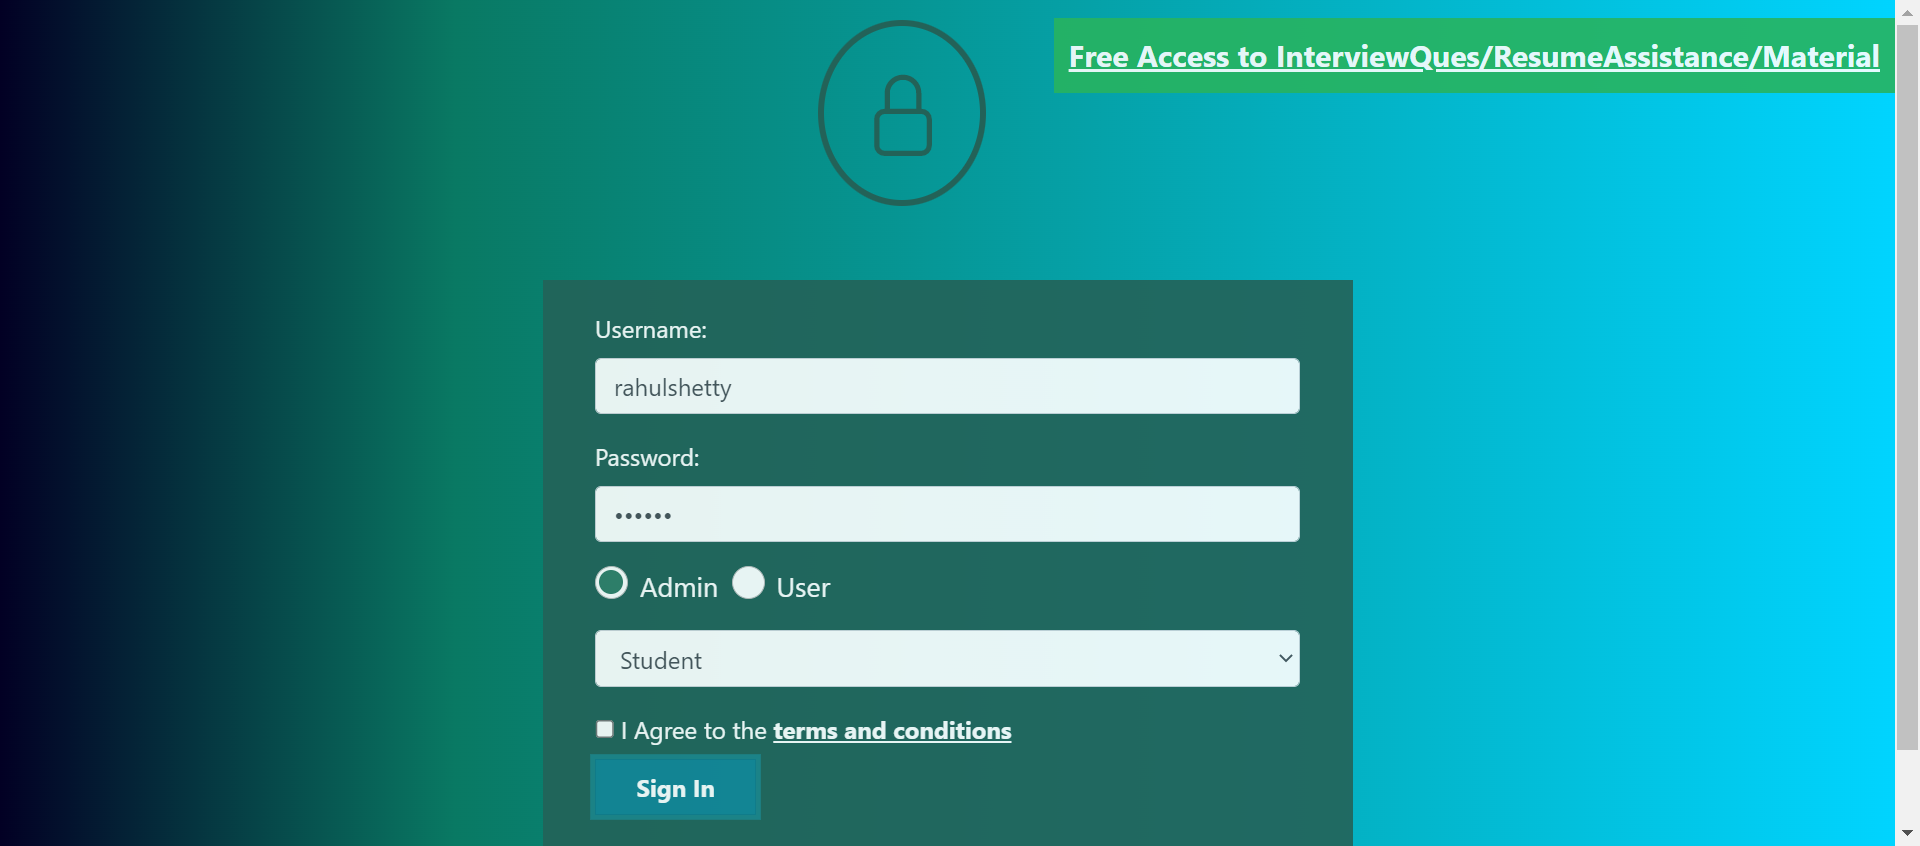 Free Access to InterviewQues/ResumeAssistance/Material
Username:
rahulshetty
Password:
••••••
Admin User
Student
I Agree to the terms and conditions
Sign In